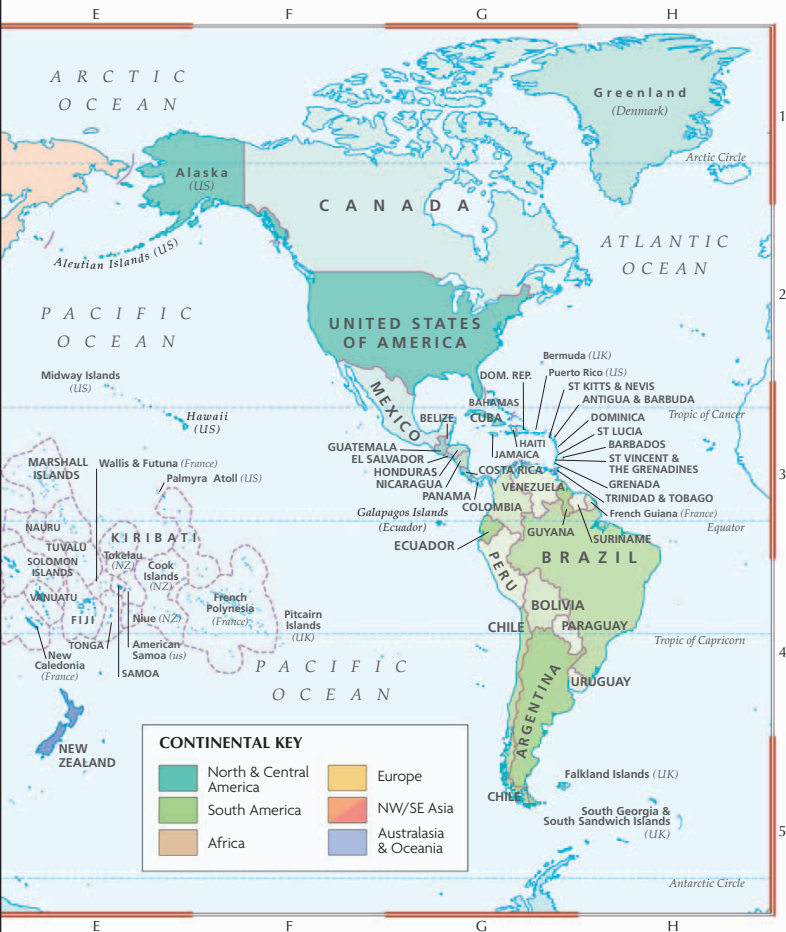 E
F
G
H
1
2
3
4
5
ARCTIC
OCEAN
Greenland
(Denmark)
Arctic Circle
Alaska
(US)
CANADA
Aleutian Islands (US)
ATLANTIC
OCEAN
PACIFIC
OCEAN
UNITED STATES
OF AMERICA
Bermuda (UK)
Midway Islands
(US)
DOM. REP.
Puerto Rico (US)
ST KITTS & NEVIS
ANTIGUA & BARBUDA
MEXICO
BAHAMAS
Hawaii
(US)
BELIZE
CUBA
DOMINICA
Tropic of Cancer
ST LUCIA
HAITI
BARBADOS
GUATEMALA
JAMAICA
EL SALVADOR
ST VINCENT &
THE GRENADINES
MARSHALL
ISLANDS
Wallis & Futuna (France)
HONDURAS
COSTA RICA
Palmyra Atoll (US)
NICARAGUA
VENEZUELA
GRENADA
PANAMA
TRINIDAD & TOBAGO
COLOMBIA
Galapagos Islands
(Ecuador)
French Guiana (France)
NAURU
Equator
KIRIBATI
GUYANA
SURINAME
TUVALU
ECUADOR
Tokelau
(NZ)
SOLOMON
ISLANDS
BRAZIL
Cook
Islands
(NZ)
PERU
VANUATU
French
Polynesia
(France)
BOLIVIA
FIJI
Niue (NZ)
Pitcairn
Islands
(UK)
CHILE
PARAGUAY
TONGA
American
Samoa (us)
Tropic of Capricorn
New
Caledonia
(France)
SAMOA
PACIFIC
OCEAN
URUGUAY
ARGENTINA
NEW
ZEALAND
CONTINENTAL KEY
North & Central
America
Europe
South America
NW/SE Asia
Africa
Australasia
& Oceania
Falkland Islands (UK)
CHILE
South Georgia &
South Sandwich Islands
(UK)
Antarctic Circle
E
F
G
H